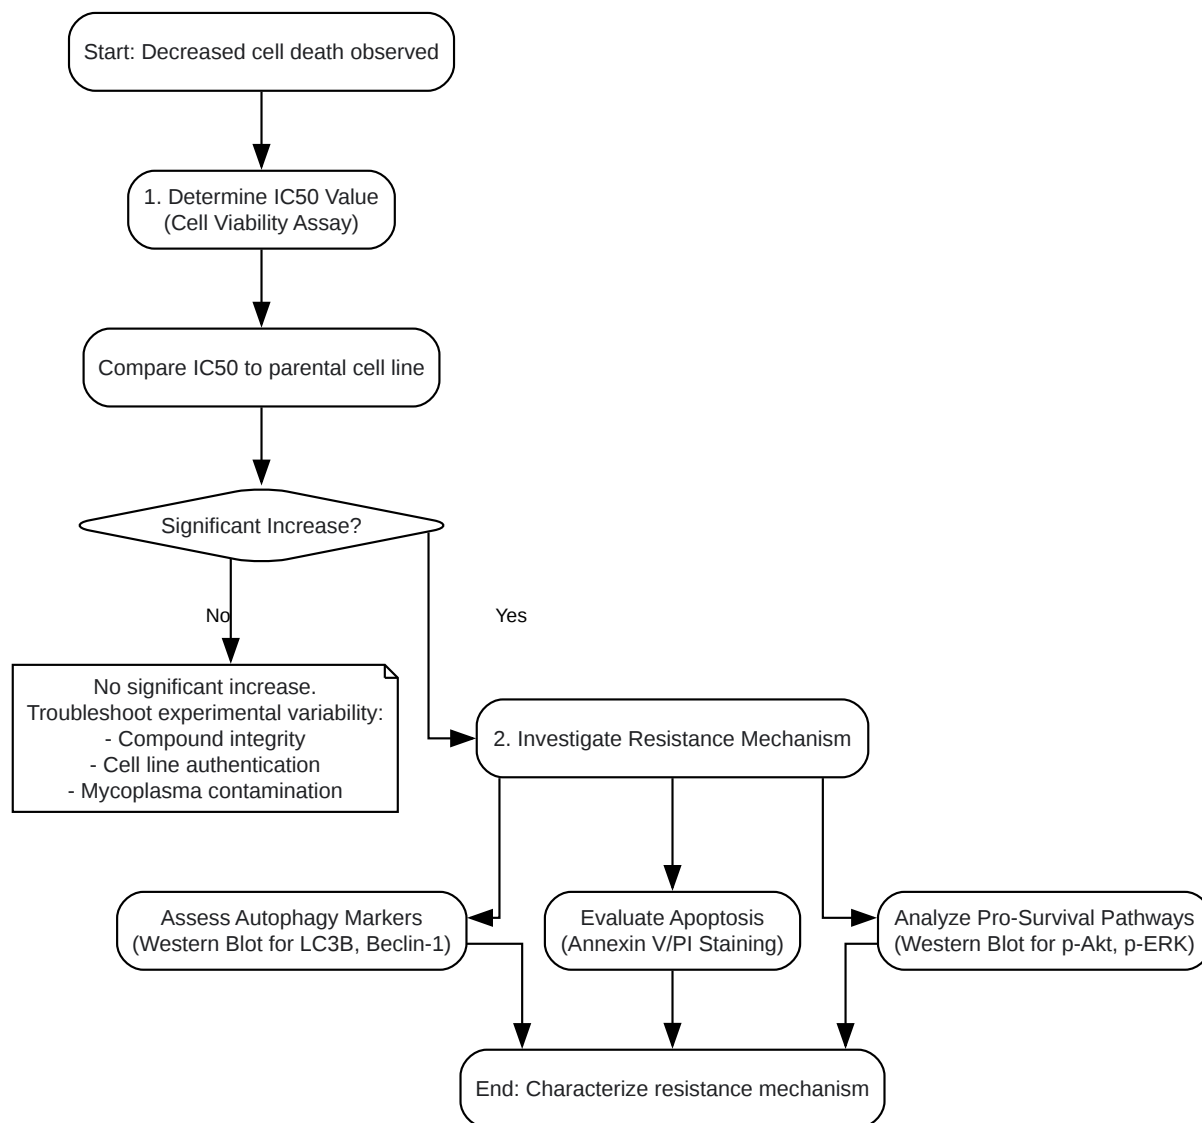 Start: Decreased cell death observed
1. Determine IC50 Value
(Cell Viability Assay)
Compare IC50 to parental cell line
Significant Increase?
No
Yes
No significant increase.
Troubleshoot experimental variability:
- Compound integrity
- Cell line authentication
- Mycoplasma contamination
2. Investigate Resistance Mechanism
Assess Autophagy Markers
(Western Blot for LC3B, Beclin-1)
Evaluate Apoptosis
(Annexin V/PI Staining)
Analyze Pro-Survival Pathways
(Western Blot for p-Akt, p-ERK)
End: Characterize resistance mechanism